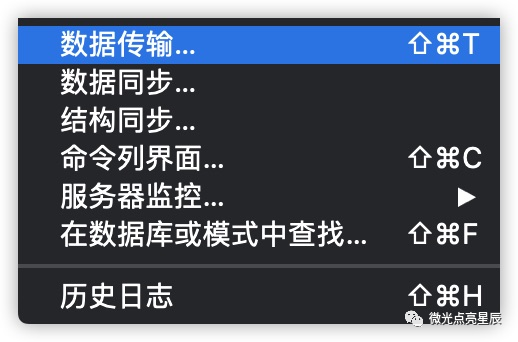 数据传输... ⇧⌘T
数据同步...
结构同步...
命令列界面... ⇧⌘C
服务器监控... ▶
在数据库或模式中查找... ⇧⌘F
历史日志 ⇧⌘H
微光点亮星辰